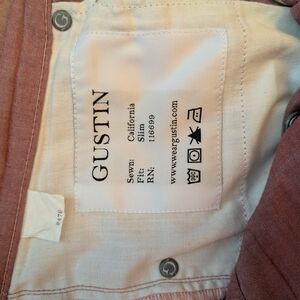 GUSTIN
Sewn: California
Fit: Slim
RN: 116699
www.weargustin.com
G
G